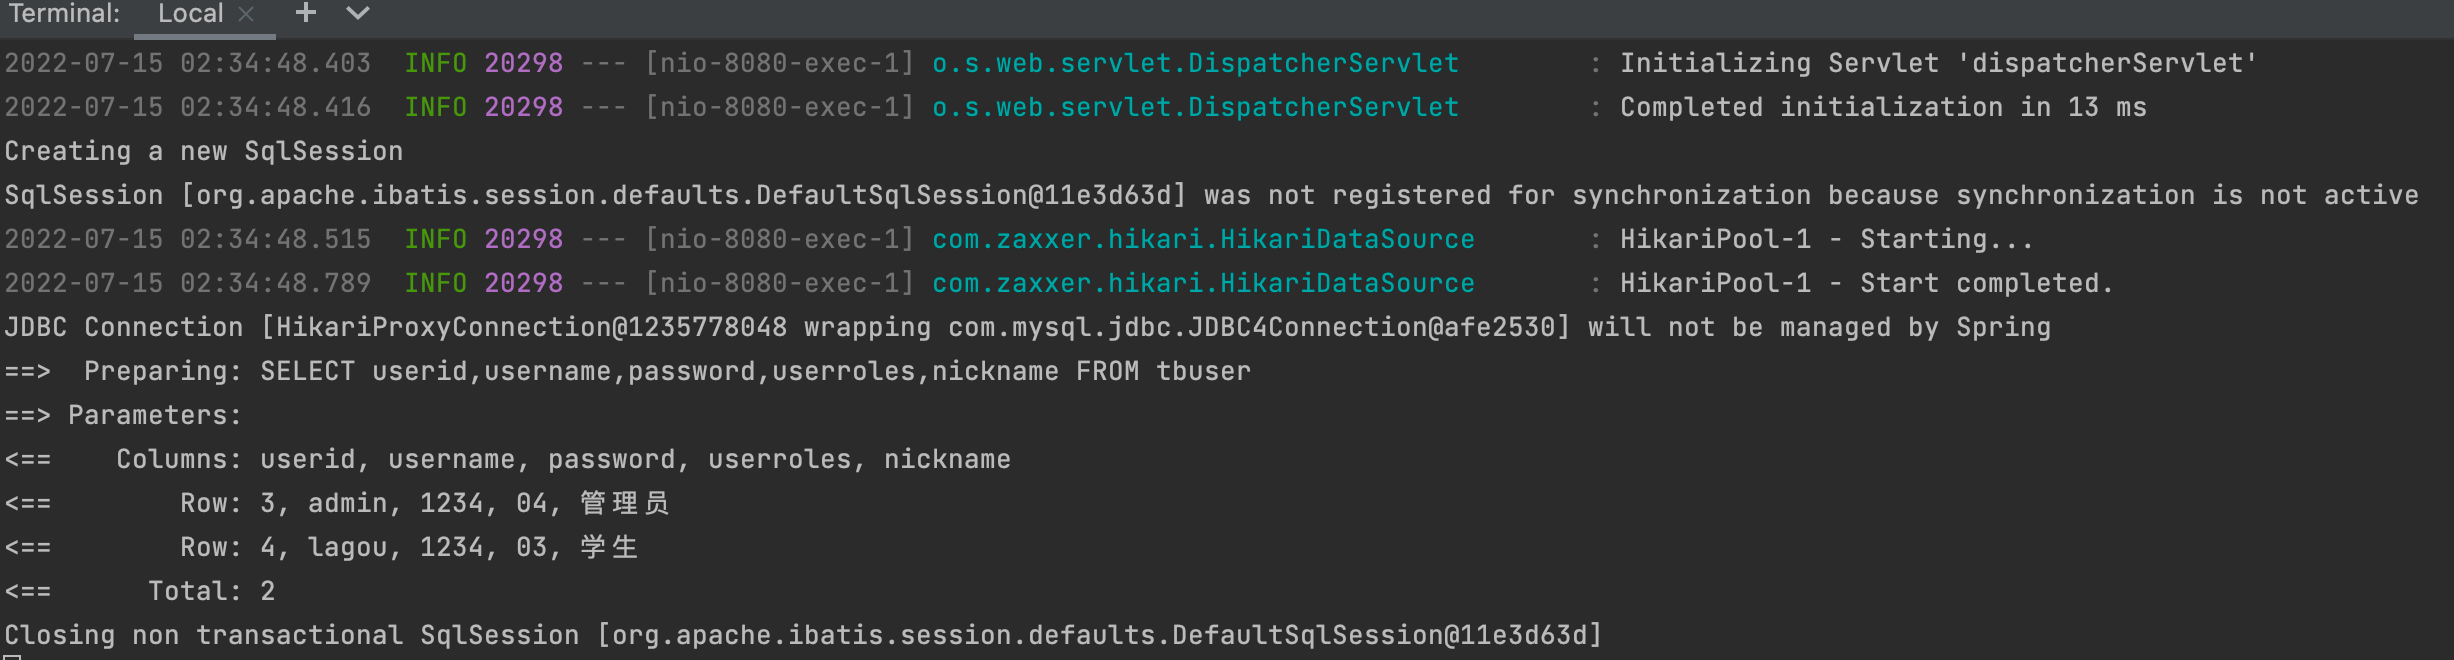 Terminal: Local × +
2022-07-15 02:34:48.403  INFO 20298 --- [nio-8080-exec-1] o.s.web.servlet.DispatcherServlet        : Initializing Servlet 'dispatcherServlet'
2022-07-15 02:34:48.416  INFO 20298 --- [nio-8080-exec-1] o.s.web.servlet.DispatcherServlet        : Completed initialization in 13 ms
Creating a new SqlSession
SqlSession [org.apache.ibatis.session.defaults.DefaultSqlSession@11e3d63d] was not registered for synchronization because synchronization is not active
2022-07-15 02:34:48.515  INFO 20298 --- [nio-8080-exec-1] com.zaxxer.hikari.HikariDataSource       : HikariPool-1 - Starting...
2022-07-15 02:34:48.789  INFO 20298 --- [nio-8080-exec-1] com.zaxxer.hikari.HikariDataSource       : HikariPool-1 - Start completed.
JDBC Connection [HikariProxyConnection@1235778048 wrapping com.mysql.jdbc.JDBC4Connection@afe2530] will not be managed by Spring
==>  Preparing: SELECT userid,username,password,userroles,nickname FROM tbuser
==> Parameters:
<==    Columns: userid, username, password, userroles, nickname
<==        Row: 3, admin, 1234, 04, 管理员
<==        Row: 4, lagou, 1234, 03, 学生
<==      Total: 2
Closing non transactional SqlSession [org.apache.ibatis.session.defaults.DefaultSqlSession@11e3d63d]